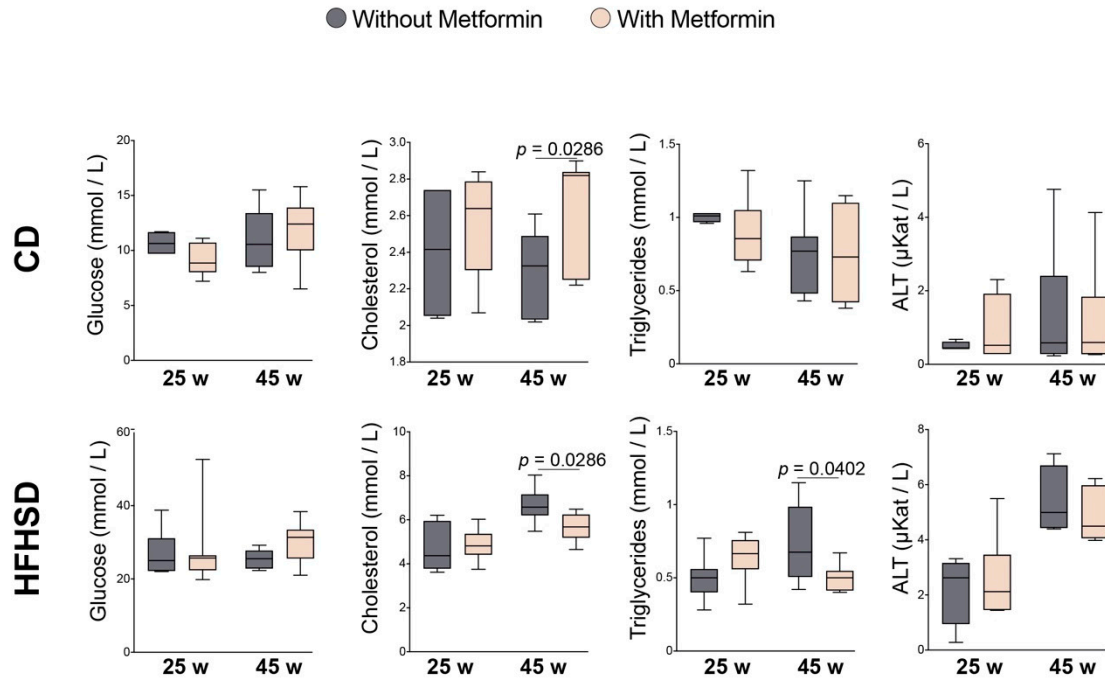 Without Metformin With Metformin
CD
Glucose (mmol / L)
20
15
10
5
0
25 w 45 w
Cholesterol (mmol / L)
3.0
2.8
2.6
2.4
2.2
2.0
1.8
p = 0.0286
25 w 45 w
Triglycerides (mmol / L)
1.5
1
0.5
0
25 w 45 w
ALT (µKat / L)
6
4
2
0
25 w 45 w
HFHSD
Glucose (mmol / L)
60
40
20
0
25 w 45 w
Cholesterol (mmol / L)
10
8
6
4
2
0
p = 0.0286
25 w 45 w
Triglycerides (mmol / L)
1.5
1
0.5
0
p = 0.0402
25 w 45 w
ALT (µKat / L)
8
6
4
2
0
25 w 45 w